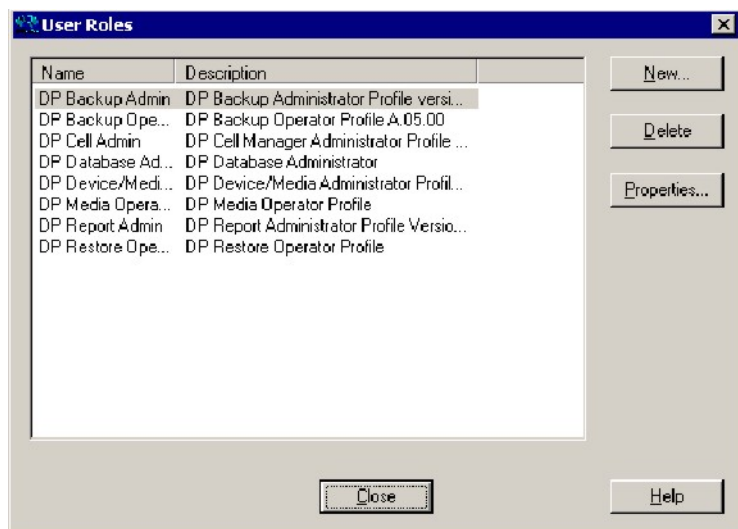 User Roles
Name Description
DP Backup Admin DP Backup Administrator Profile versi...
DP Backup Ope... DP Backup Operator Profile A.05.00
DP Cell Admin DP Cell Manager Administrator Profile ...
DP Database Ad... DP Database Administrator
DP Device/Medi... DP Device/Media Administrator Profil...
DP Media Opera... DP Media Operator Profile
DP Report Admin DP Report Administrator Profile Versio...
DP Restore Ope... DP Restore Operator Profile
New...
Delete
Properties...
Close
Help